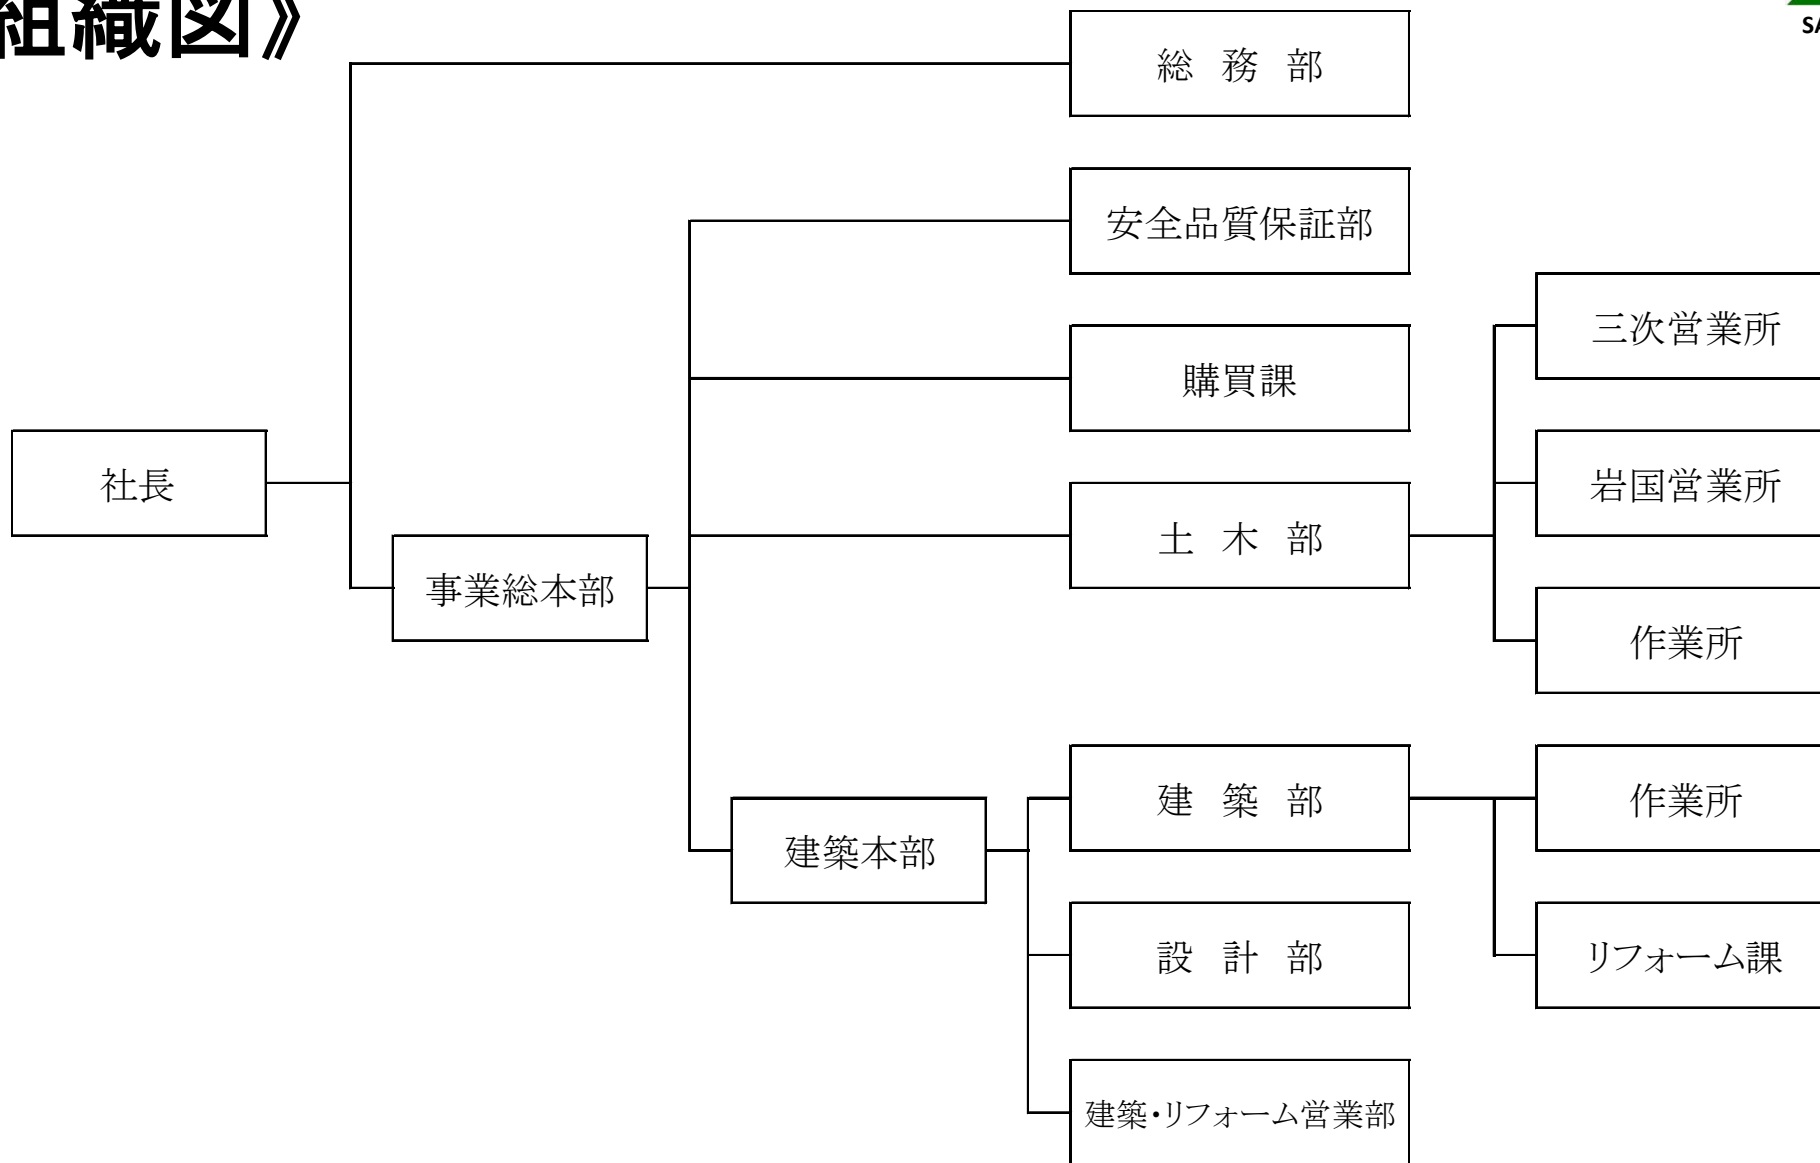 組織図》
SA
総 務 部
安全品質保証部
三次営業所
購買課
社長
岩国営業所
土 木 部
事業総本部
作業所
建 築 部
作業所
建築本部
設 計 部
リフォーム課
建築・リフォーム営業部